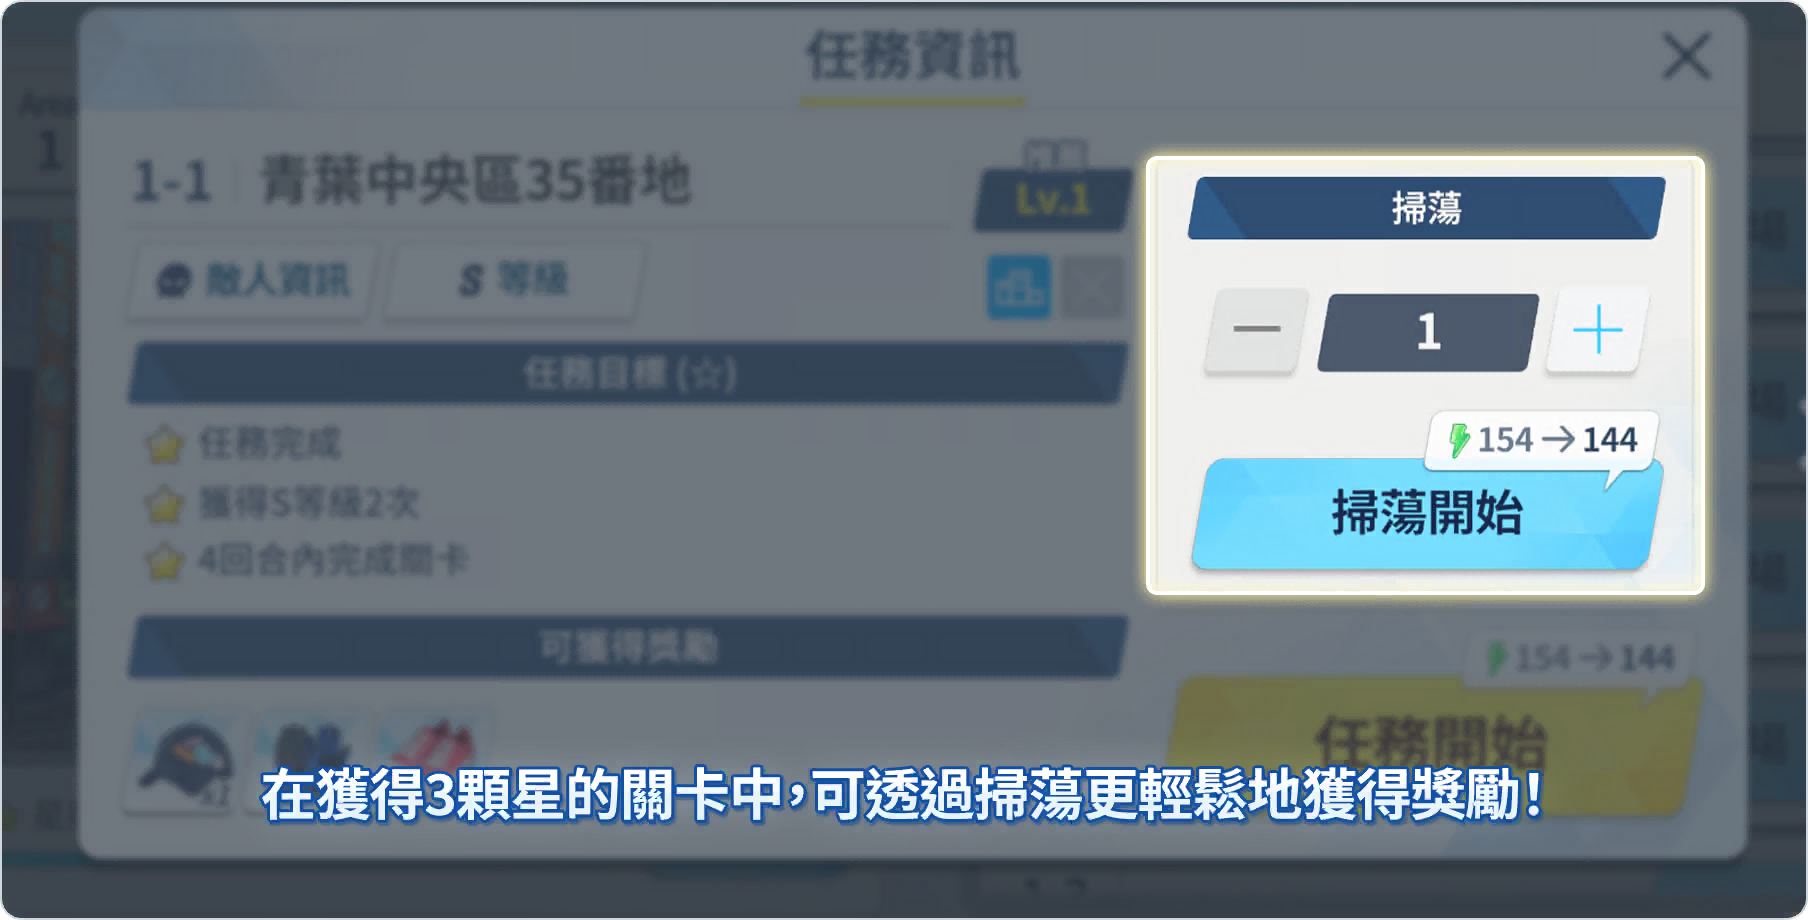 任務資訊
Area
1
1-1 青葉中央區35番地
Lv.1
敵人資訊
S 等級
任務目標 (☆)
任務完成
獲得S等級2次
4回合內完成關卡
可獲得獎勵
x1
掃蕩
1
154→144
掃蕩開始
154→144
任務開始
在獲得3顆星的關卡中，可透過掃蕩更輕鬆地獲得獎勵！